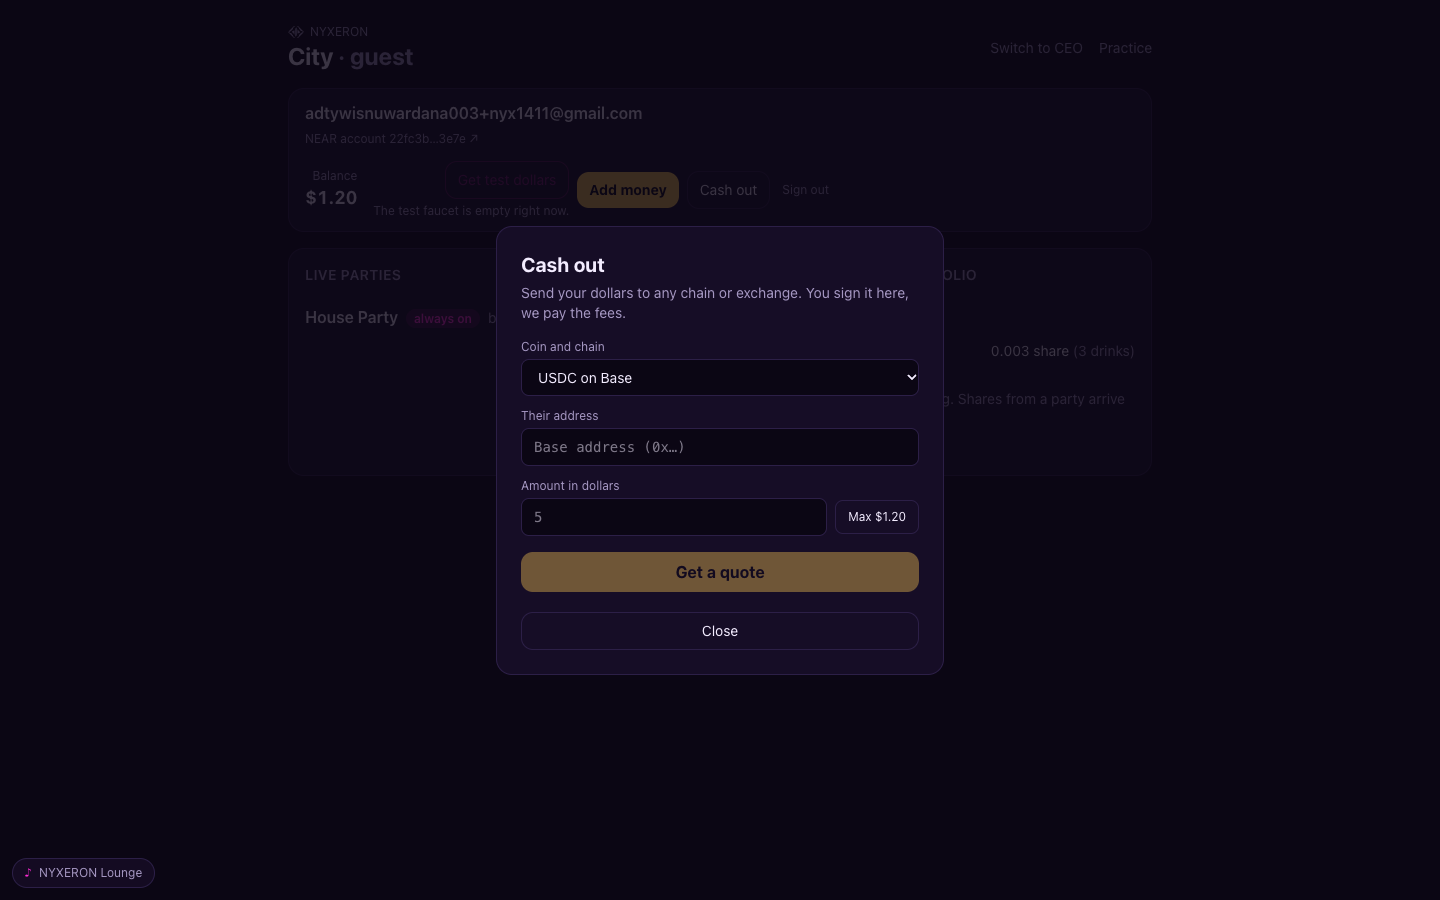 NYXERON
City · guest
Switch to CEO Practice
adtywisnuwardana003+nyx1411@gmail.com
NEAR account 22fc3b…3e7e ↗
Balance
$1.20
Get test dollars
The test faucet is empty right now.
Add money
Cash out
Sign out
LIVE PARTIES
House Party always on b
OLIO
0.003 share (3 drinks)
g. Shares from a party arrive
Cash out
Send your dollars to any chain or exchange. You sign it here,
we pay the fees.
Coin and chain
USDC on Base
Their address
Base address (0x…)
Amount in dollars
5
Max $1.20
Get a quote
Close
♪ NYXERON Lounge